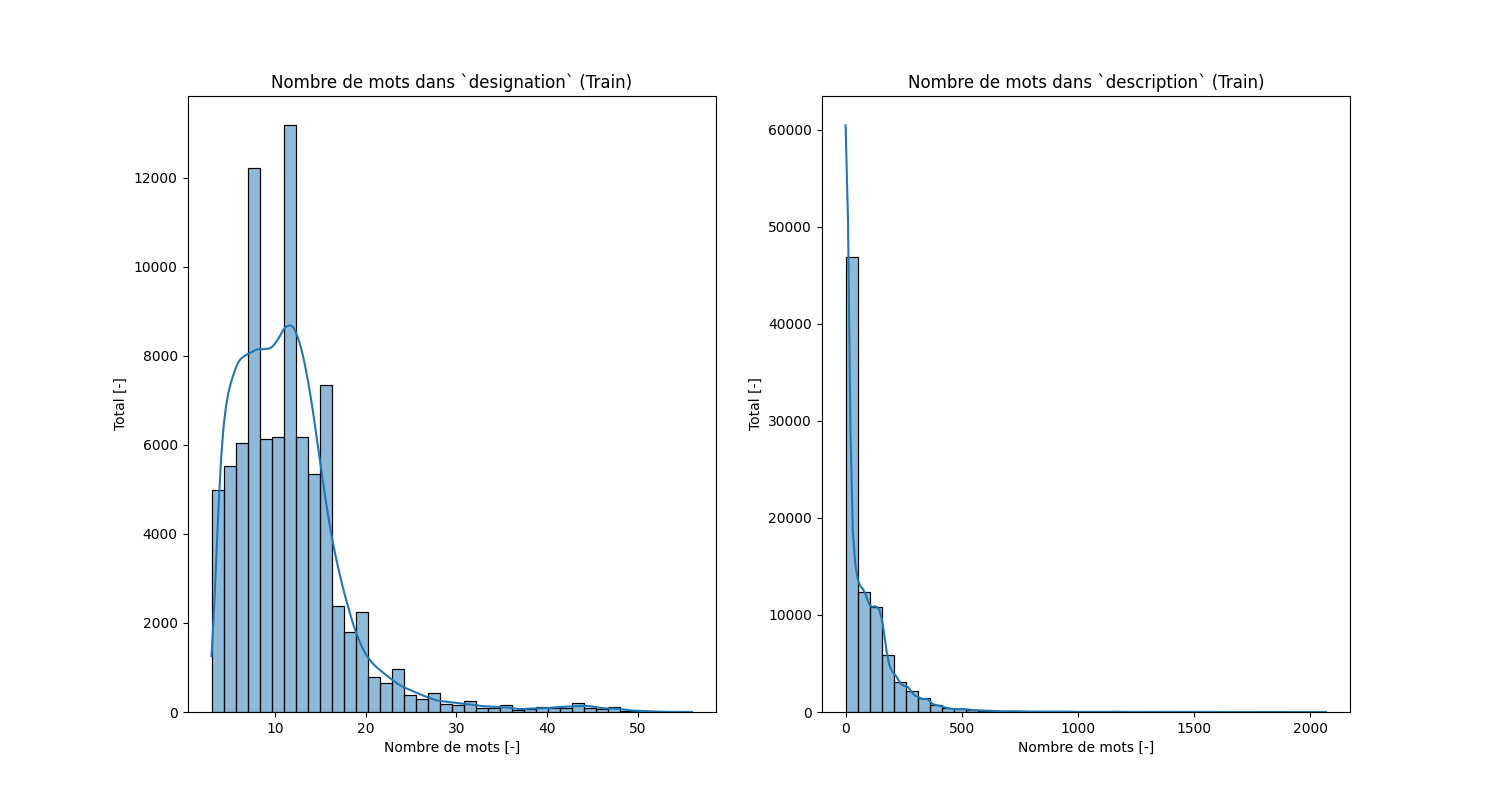 Nombre de mots dans `designation` (Train)
12000
10000
8000
6000
4000
2000
0
Total [-]
10 20 30 40 50
Nombre de mots [-]
Nombre de mots dans `description` (Train)
60000
50000
40000
30000
20000
10000
0
Total [-]
0 500 1000 1500 2000
Nombre de mots [-]